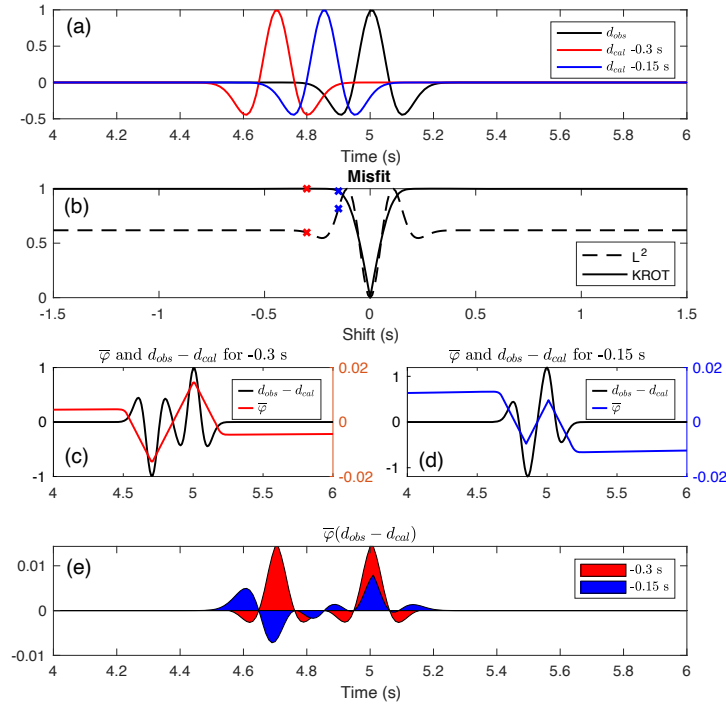 (a)
1
0.5
0
-0.5
d_obs
d_cal -0.3 s
d_cal -0.15 s
4 4.2 4.4 4.6 4.8 5 5.2 5.4 5.6 5.8 6
Time (s)
Misfit
(b)
1
0.5
0
L^2
KROT
-1.5 -1 -0.5 0 0.5 1 1.5
Shift (s)
φ̅ and d_obs − d_cal for -0.3 s
(c)
1
0
-1
d_obs − d_cal
φ̅
0.02
0
-0.02
4 4.5 5 5.5 6
φ̅ and d_obs − d_cal for -0.15 s
(d)
1
0
-1
d_obs − d_cal
φ̅
0.02
0
-0.02
4 4.5 5 5.5 6
φ̅(d_obs − d_cal)
(e)
0.01
0
-0.01
-0.3 s
-0.15 s
4 4.2 4.4 4.6 4.8 5 5.2 5.4 5.6 5.8 6
Time (s)